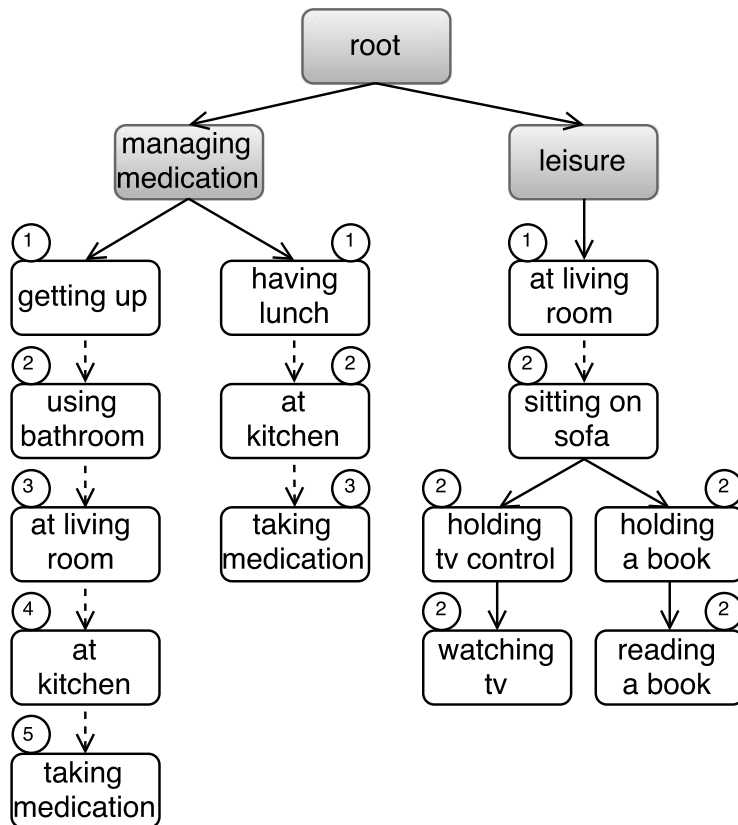 root
managing
medication
leisure
1
1
1
getting up
having
lunch
at living
room
2
2
2
using
bathroom
at
kitchen
sitting on
sofa
3
3
2
2
at living
room
taking
medication
holding
tv control
holding
a book
4
2
2
at
kitchen
watching
tv
reading
a book
5
taking
medication